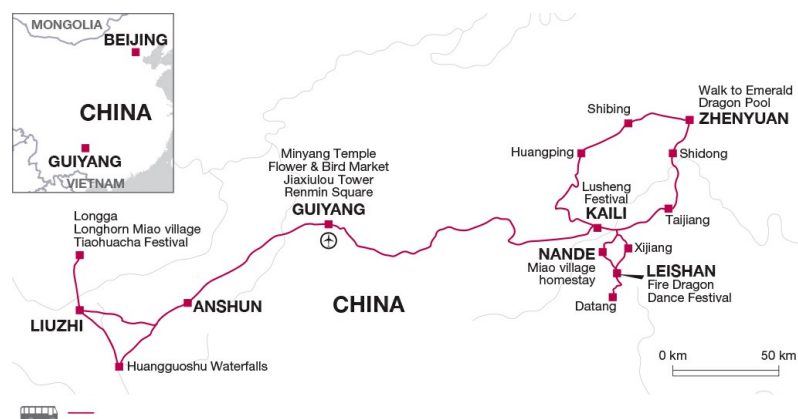 MONGOLIA
BEIJING
CHINA
GUIYANG
VIETNAM
Walk to Emerald
Dragon Pool
ZHENYUAN
Shibing
Huangping
Shidong
Minyang Temple
Flower & Bird Market
Jiaxiulou Tower
Renmin Square
GUIYANG
Lusheng
Festival
KAILI
Taijiang
Longga
Longhorn Miao village
Tiaohuacha Festival
NANDE
Miao village
homestay
Xijiang
LEISHAN
Fire Dragon
Dance Festival
Datang
ANSHUN
CHINA
LIUZHI
Huangguoshu Waterfalls
0 km
50 km